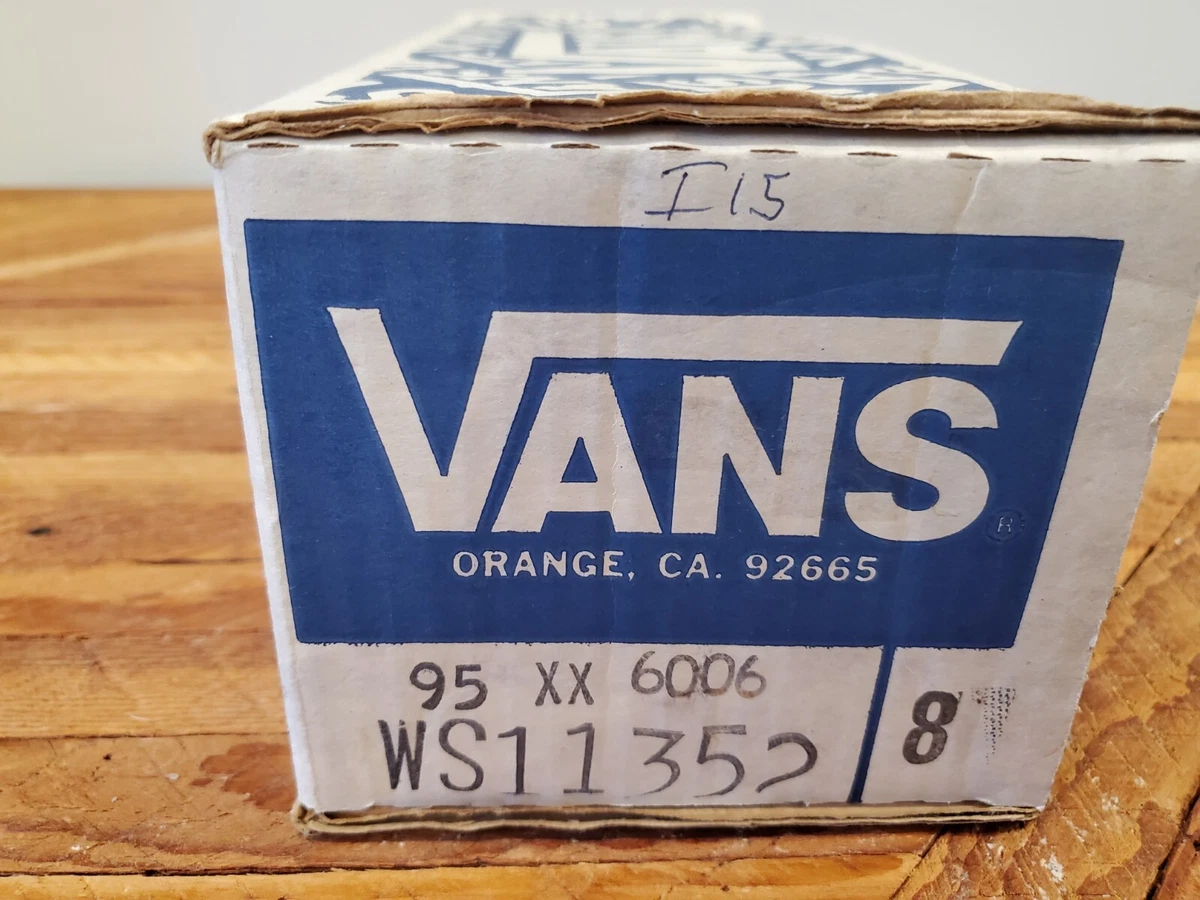 I15
VANS®
ORANGE, CA. 92665
95 XX 6006
WS11352
8